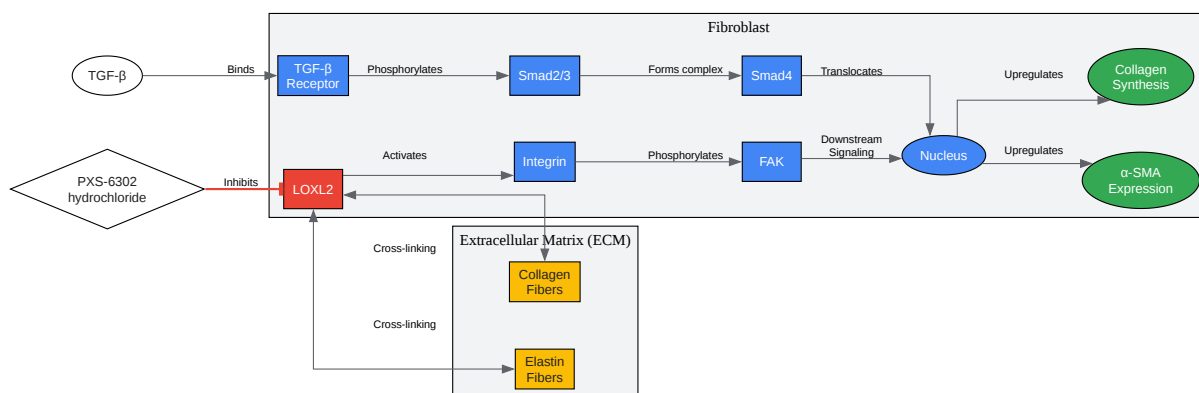 Fibroblast
TGF-β
Binds
TGF-β
Receptor
Phosphorylates
Smad2/3
Forms complex
Smad4
Translocates
Upregulates
Collagen
Synthesis
PXS-6302
hydrochloride
Inhibits
LOXL2
Activates
Integrin
Phosphorylates
FAK
Downstream
Signaling
Nucleus
Upregulates
α-SMA
Expression
Extracellular Matrix (ECM)
Cross-linking
Collagen
Fibers
Cross-linking
Elastin
Fibers